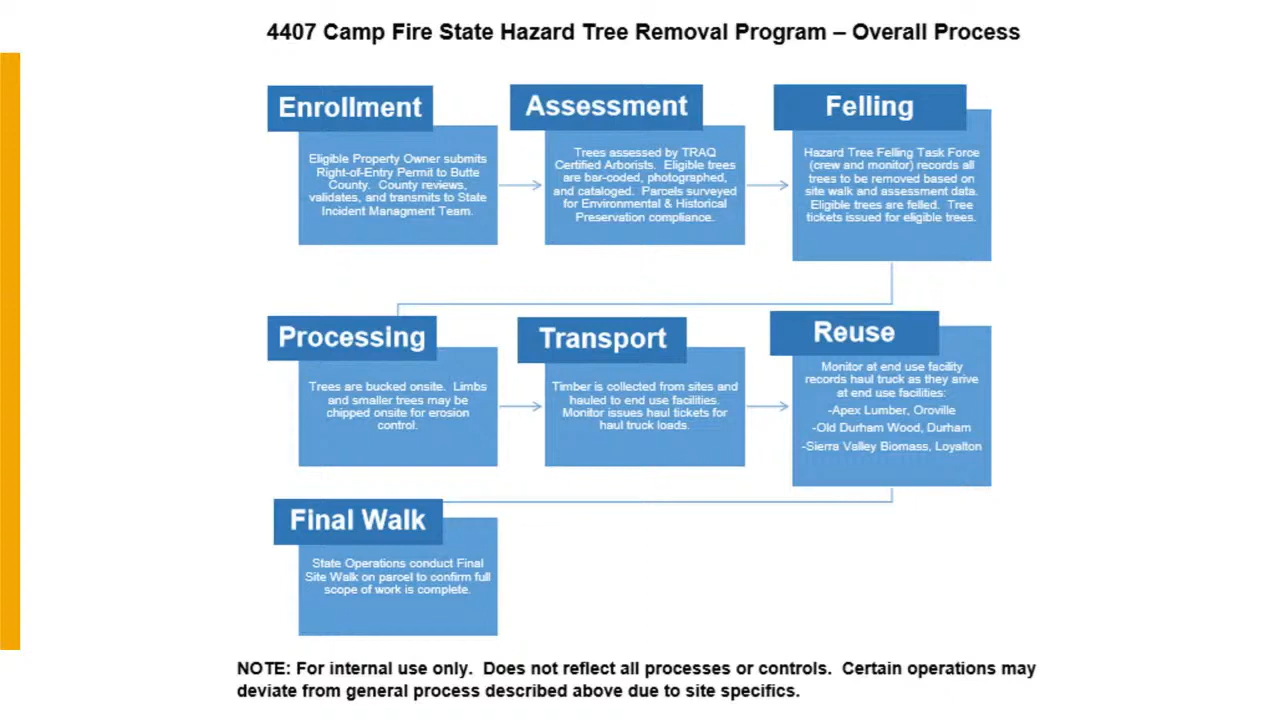 4407 Camp Fire State Hazard Tree Removal Program – Overall Process
Enrollment
Eligible Property Owner submits
Right-of-Entry Permit to Butte
County. County reviews,
validates, and transmits to State
Incident Managment Team.
Assessment
Trees assessed by TRAQ
Certified Arborists. Eligible trees
are bar-coded, photographed,
and cataloged. Parcels surveyed
for Environmental & Historical
Preservation compliance.
Felling
Hazard Tree Felling Task Force
(crew and monitor) records all
trees to be removed based on
site walk and assessment data.
Eligible trees are felled. Tree
tickets issued for eligible trees.
Processing
Trees are bucked onsite. Limbs
and smaller trees may be
chipped onsite for erosion
control.
Transport
Timber is collected from sites and
hauled to end use facilities.
Monitor issues haul tickets for
haul truck loads.
Reuse
Monitor at end use facility
records haul truck as they arive
at end use facilities:
-Apex Lumber, Oroville
-Old Durham Wood, Durham
-Sierra Valley Biomass, Loyalton
Final Walk
State Operations conduct Final
Site Walk on parcel to confirm full
scope of work is complete.
NOTE: For internal use only. Does not reflect all processes or controls. Certain operations may
deviate from general process described above due to site specifics.